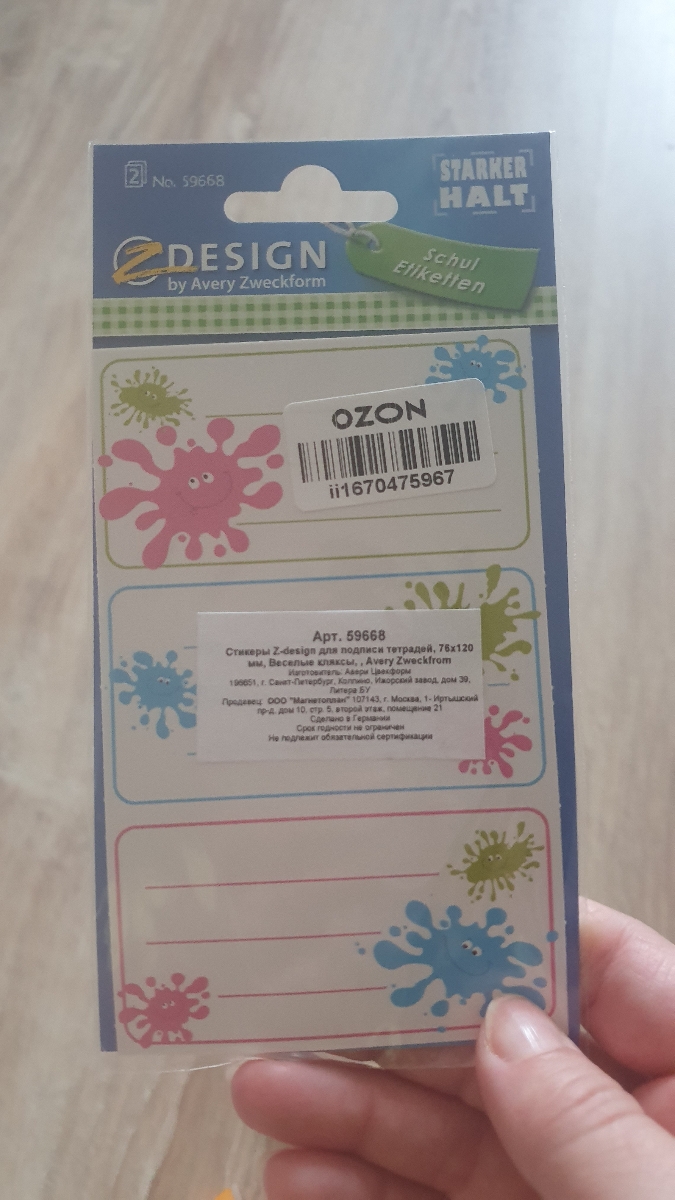 2 No. 59668
STARKER
HALT
Z DESIGN
by Avery Zweckform
Schul
Etiketten
OZON
ii1670475967
Арт. 59668
Стикеры Z-design для подписи тетрадей, 76х120
мм, Веселые кляксы, , Avery Zweckfrom
Изготовитель: Авери Цвекформ
196651, г. Санкт-Петербург, Колпино, Ижорский завод, дом 39,
Литера БУ
Продавец: ООО "Магнетоплан" 107143, г. Москва, 1- Иртышский
пр-д, дом 10, стр. 5, второй этаж, помещение 21
Сделано в Германии
Срок годности не ограничен
Не подлежит обязательной сертификации